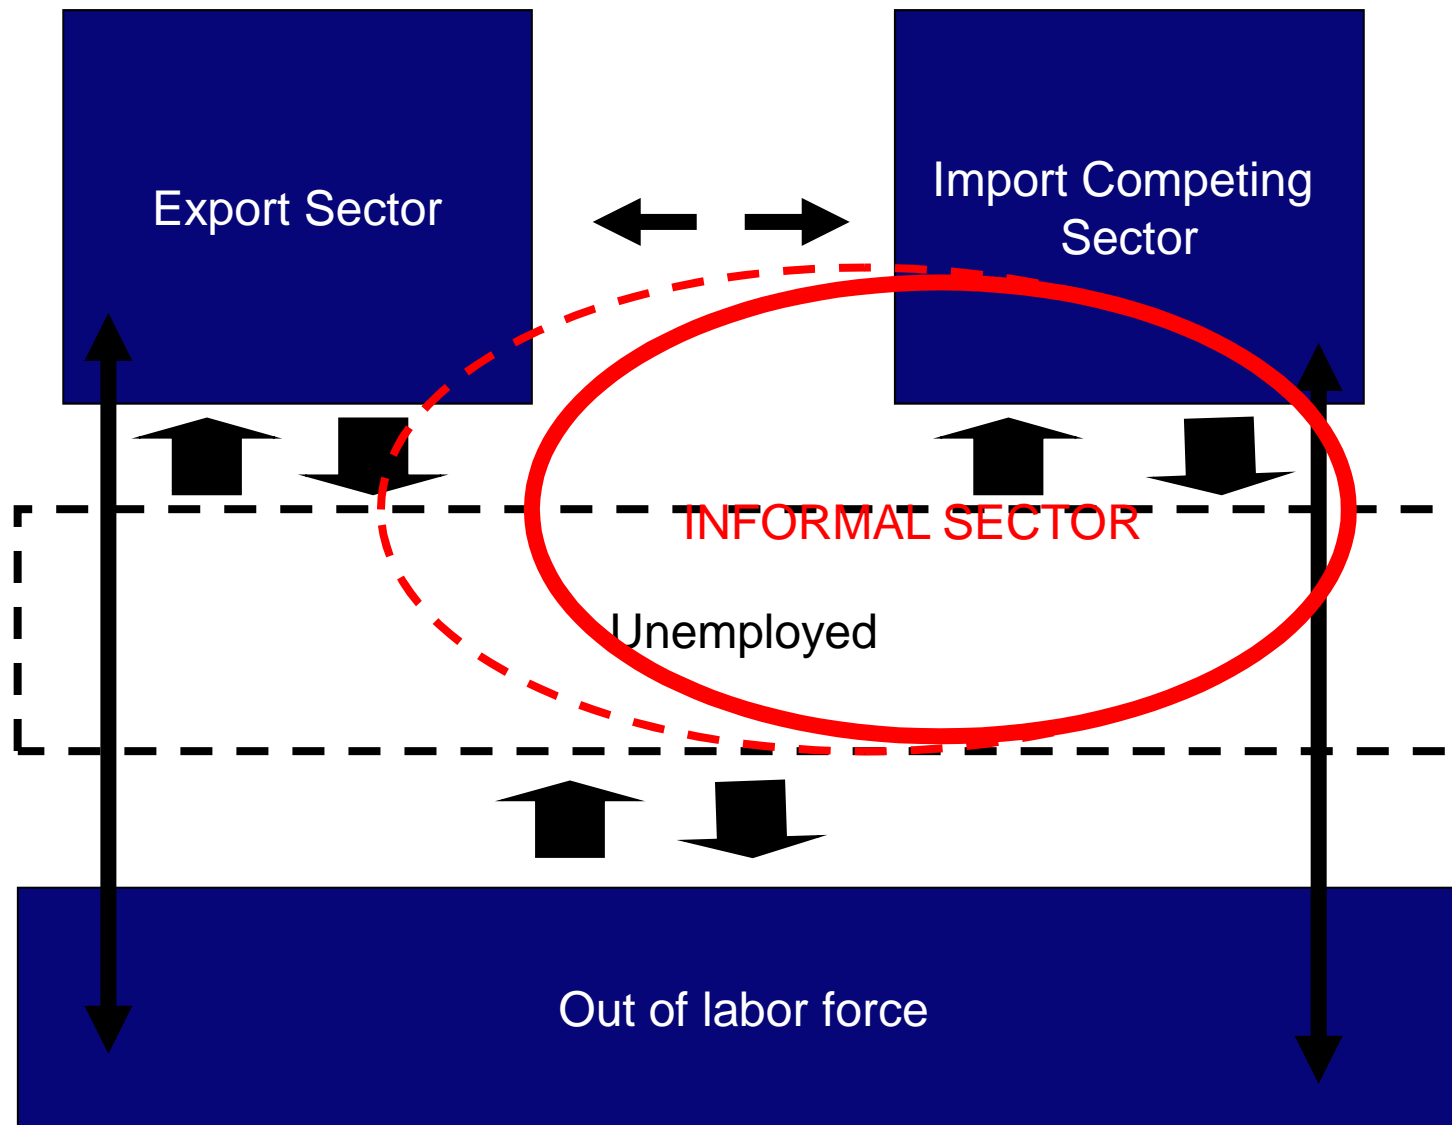 Export Sector
Import Competing
Sector
INFORMAL SECTOR
Unemployed
Out of labor force